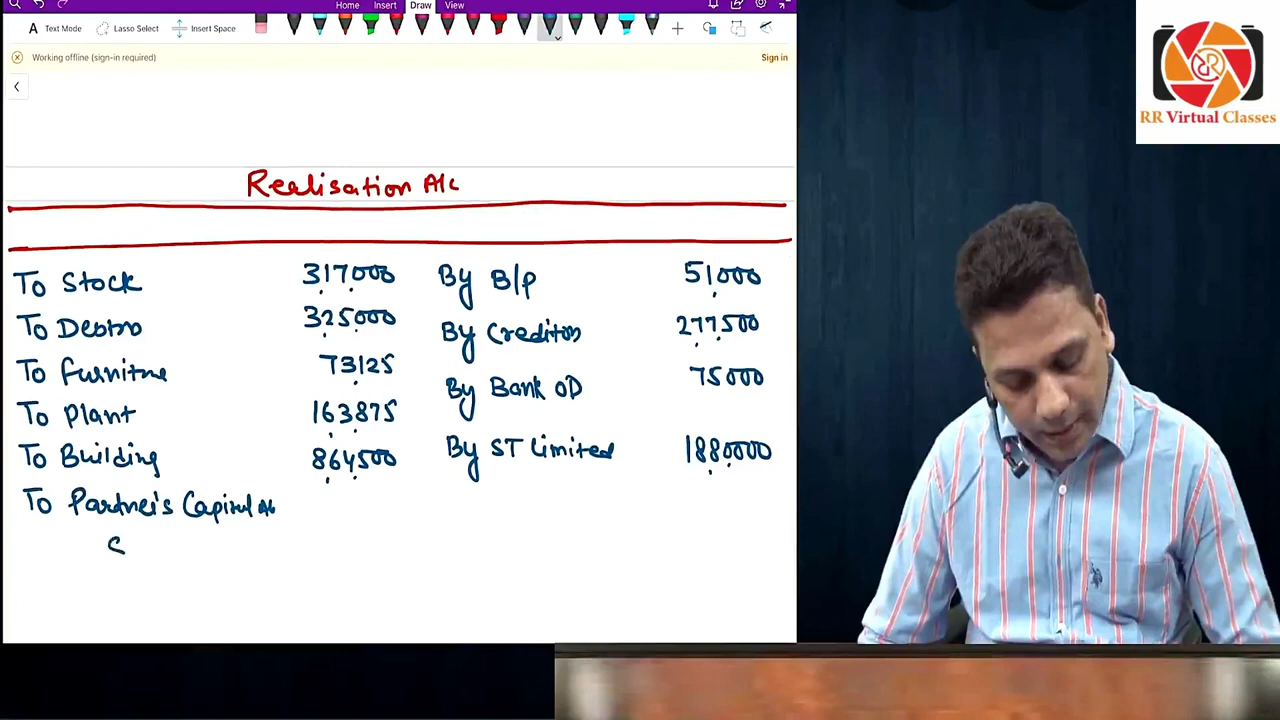 Home Insert Draw View
Text Mode Lasso Select Insert Space
Working offline (sign-in required) Sign in
RR Virtual Classes
Realisation A/c
To Stock 317000 By B/p 51000
To Destro 325000 By Creditos 277500
To furniture 73125 By Bank OD 75000
To Plant 163875
To Building 864500 By ST Limited 1880000
To Partner's Capital A/c
S